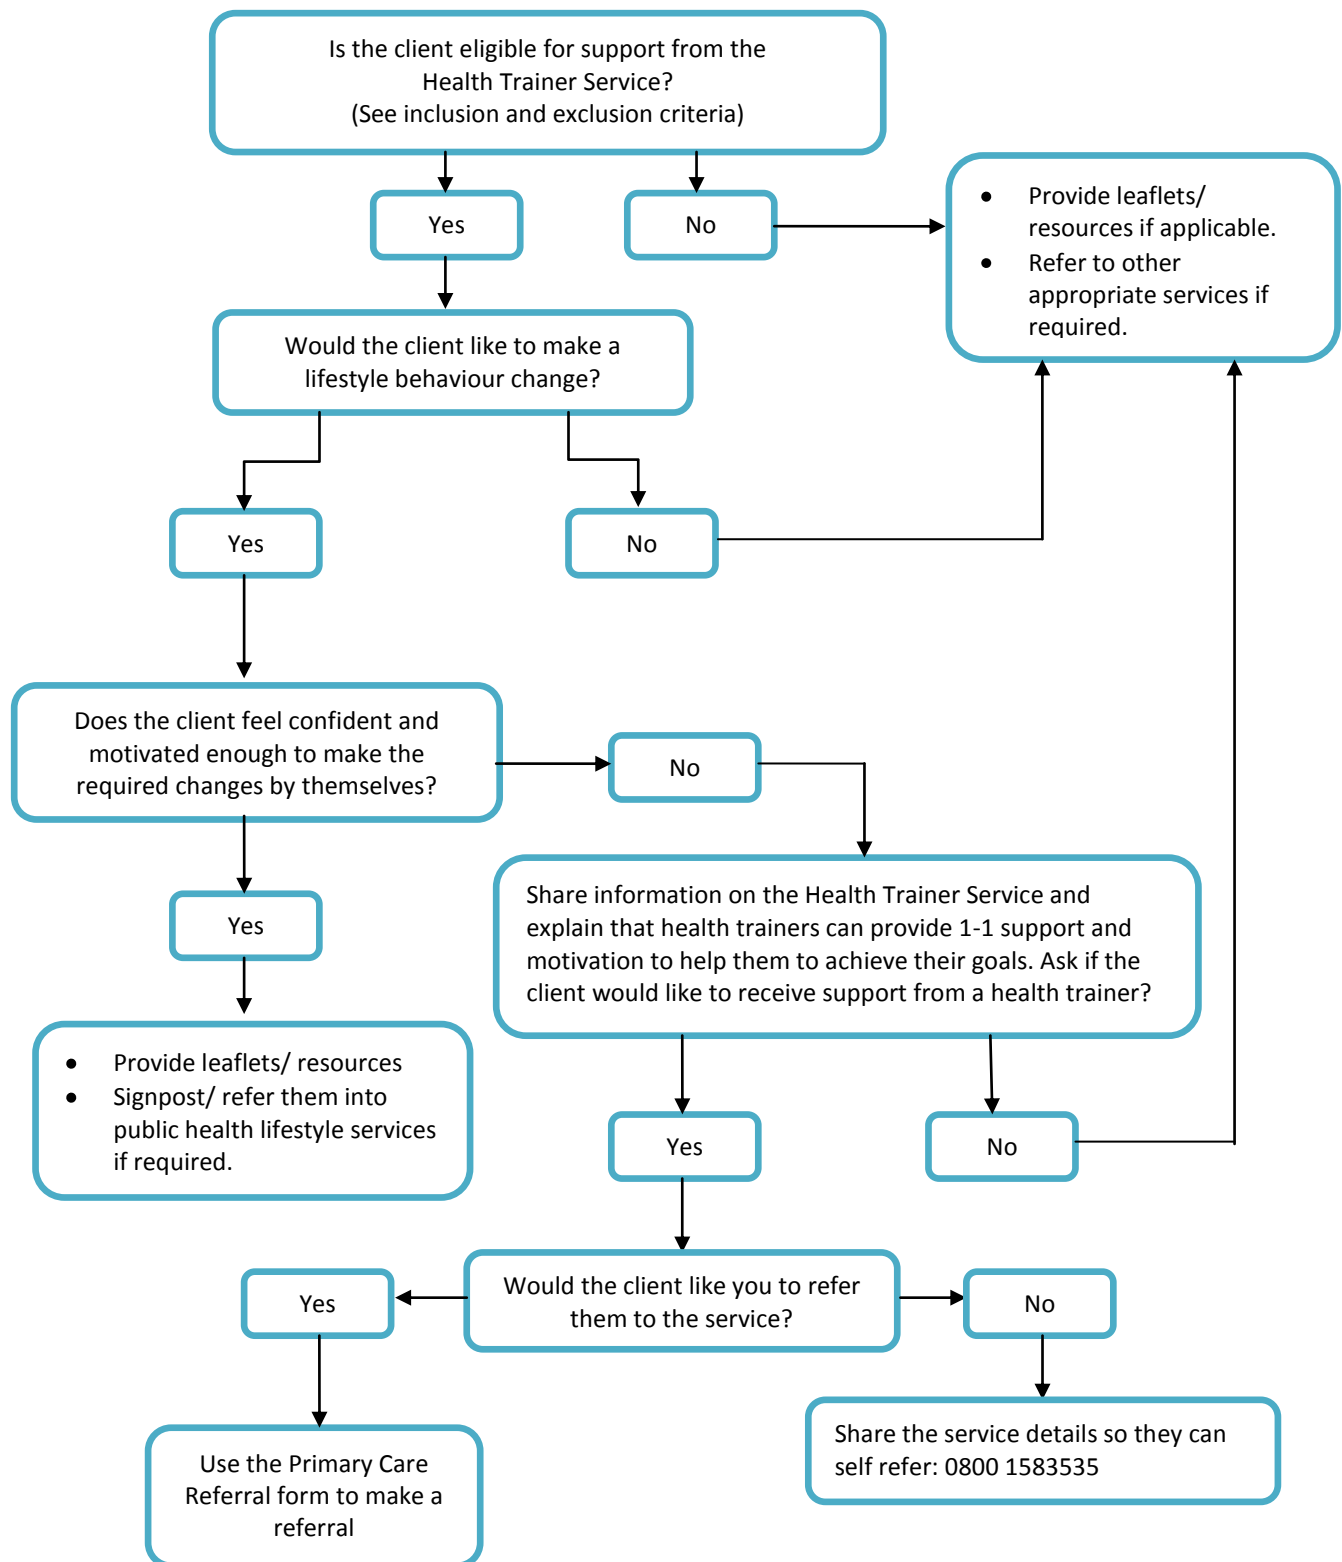 Is the client eligible for support from the
Health Trainer Service?
(See inclusion and exclusion criteria)
Yes
No
• Provide leaflets/
resources if applicable.
• Refer to other
appropriate services if
required.
Would the client like to make a
lifestyle behaviour change?
Yes
No
Does the client feel confident and
motivated enough to make the
required changes by themselves?
No
Yes
Share information on the Health Trainer Service and
explain that health trainers can provide 1-1 support and
motivation to help them to achieve their goals. Ask if the
client would like to receive support from a health trainer?
• Provide leaflets/ resources
• Signpost/ refer them into
public health lifestyle services
if required.
Yes
No
Would the client like you to refer
them to the service?
Yes
No
Use the Primary Care
Referral form to make a
referral
Share the service details so they can
self refer: 0800 1583535